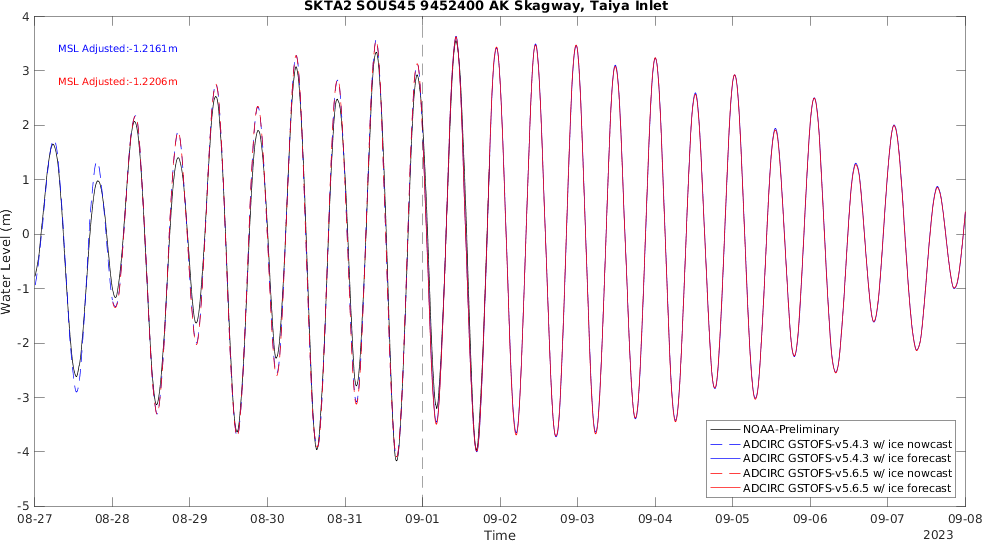 SKTA2 SOUS45 9452400 AK Skagway, Taiya Inlet
MSL Adjusted:-1.2161m
MSL Adjusted:-1.2206m
4
3
2
1
0
-1
-2
-3
-4
-5
Water Level (m)
NOAA-Preliminary
ADCIRC GSTOFS-v5.4.3 w/ ice nowcast
ADCIRC GSTOFS-v5.4.3 w/ ice forecast
ADCIRC GSTOFS-v5.6.5 w/ ice nowcast
ADCIRC GSTOFS-v5.6.5 w/ ice forecast
08-27 08-28 08-29 08-30 08-31 09-01 09-02 09-03 09-04 09-05 09-06 09-07 09-08
Time
2023